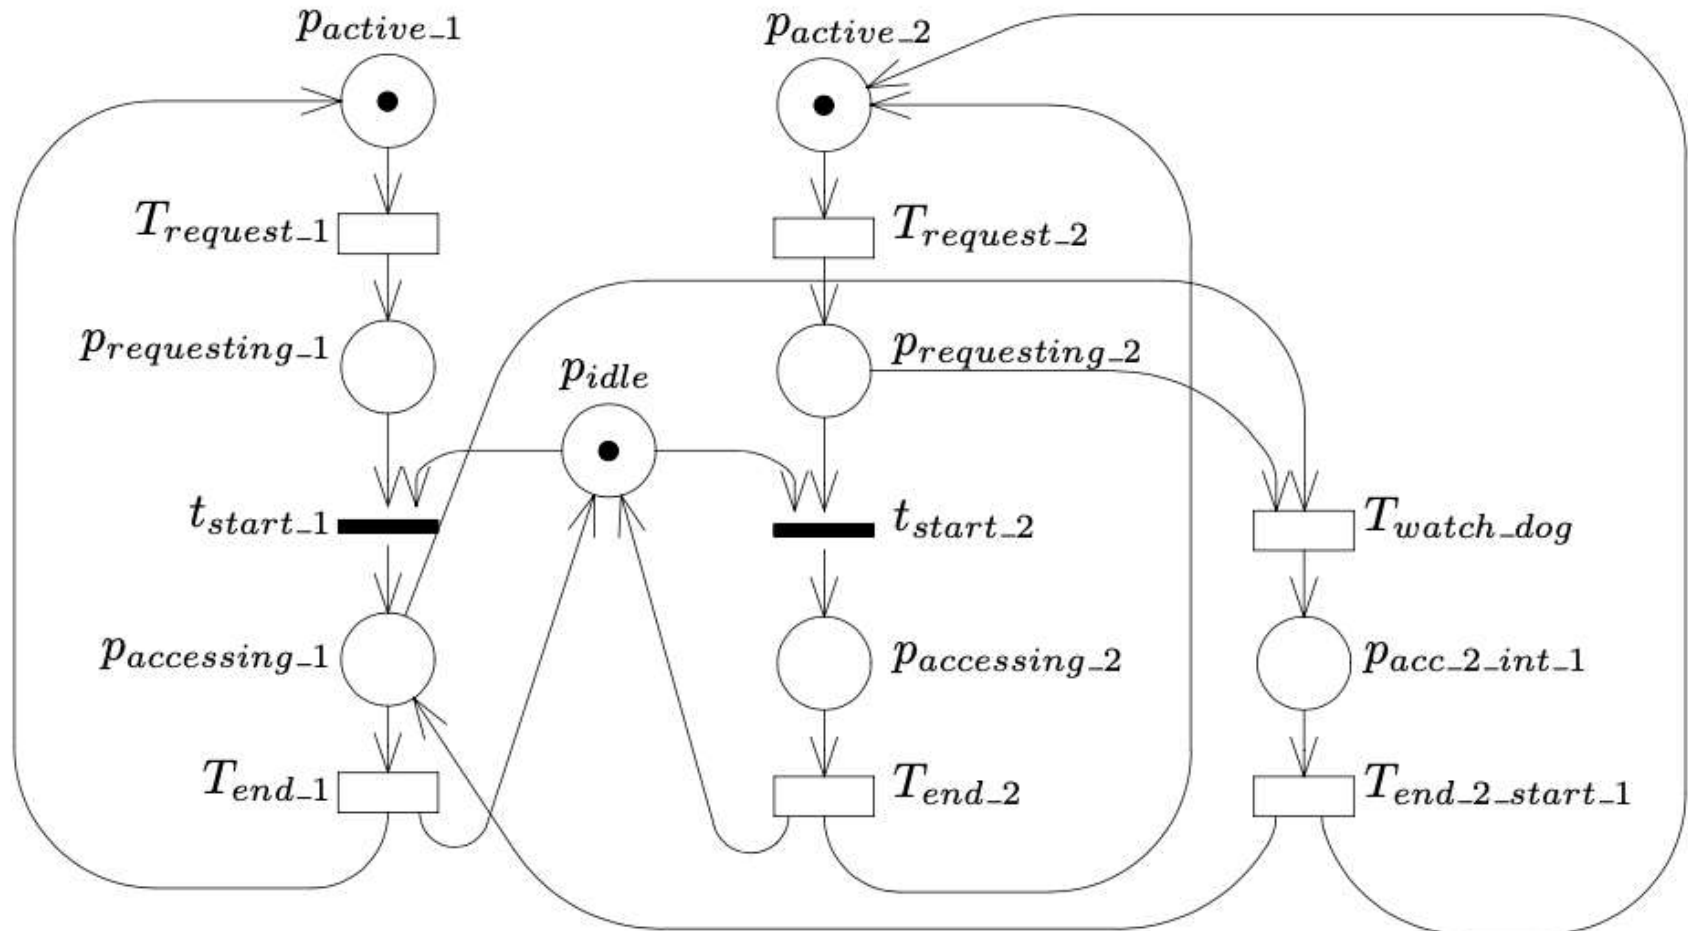 p_active_1
p_active_2
T_request_1
T_request_2
p_requesting_1
p_requesting_2
p_idle
t_start_1
t_start_2
T_watch_dog
p_accessing_1
p_accessing_2
p_acc_2_int_1
T_end_1
T_end_2
T_end_2_start_1